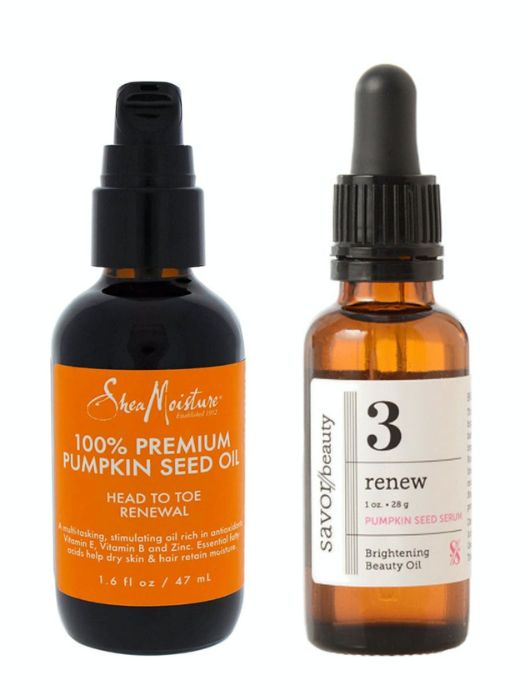 SheaMoisture
Established 1912
100% PREMIUM
PUMPKIN SEED OIL
HEAD TO TOE
RENEWAL
A multi-tasking, stimulating oil rich in antioxidants,
Vitamin E, Vitamin B and Zinc. Essential Fatty
acids help dry skin & hair retain moisture.
1.6 fl oz / 47 mL
savor/beauty
3
renew
1 oz. • 28 g
PUMPKIN SEED SERUM
Brightening
Beauty Oil